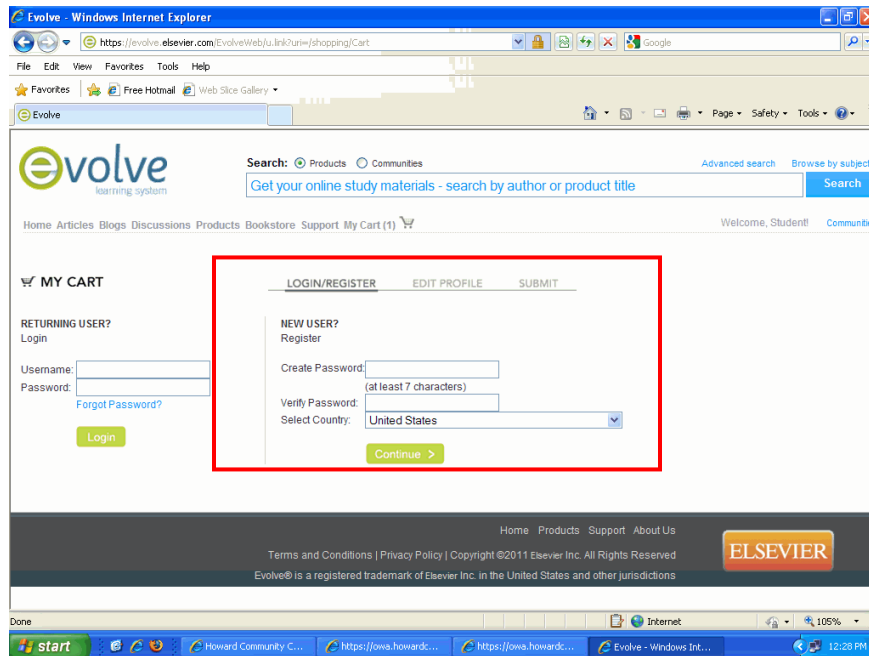 Evolve - Windows Internet Explorer
https://evolve.elsevier.com/EvolveWeb/u.link?uri=/shopping/Cart
Google
File Edit View Favorites Tools Help
Favorites Free Hotmail Web Slice Gallery
Evolve
Page Safety Tools
evolve
learning system
Search: Products Communities
Advanced search Browse by subject
Get your online study materials - search by author or product title
Search
Home Articles Blogs Discussions Products Bookstore Support My Cart (1)
Welcome, Student!
MY CART
LOGIN/REGISTER EDIT PROFILE SUBMIT
RETURNING USER?
Login
Username:
Password:
Forgot Password?
Login
NEW USER?
Register
Create Password:
(at least 7 characters)
Verify Password:
Select Country: United States
Continue >
Home Products Support About Us
Terms and Conditions | Privacy Policy | Copyright ©2011 Elsevier Inc. All Rights Reserved
Evolve® is a registered trademark of Elsevier Inc. in the United States and other jurisdictions
ELSEVIER
Done
Internet
105%
start
Howard Community C...
https://owa.howardc...
https://owa.howardc...
Evolve - Windows Int...
12:28 PM